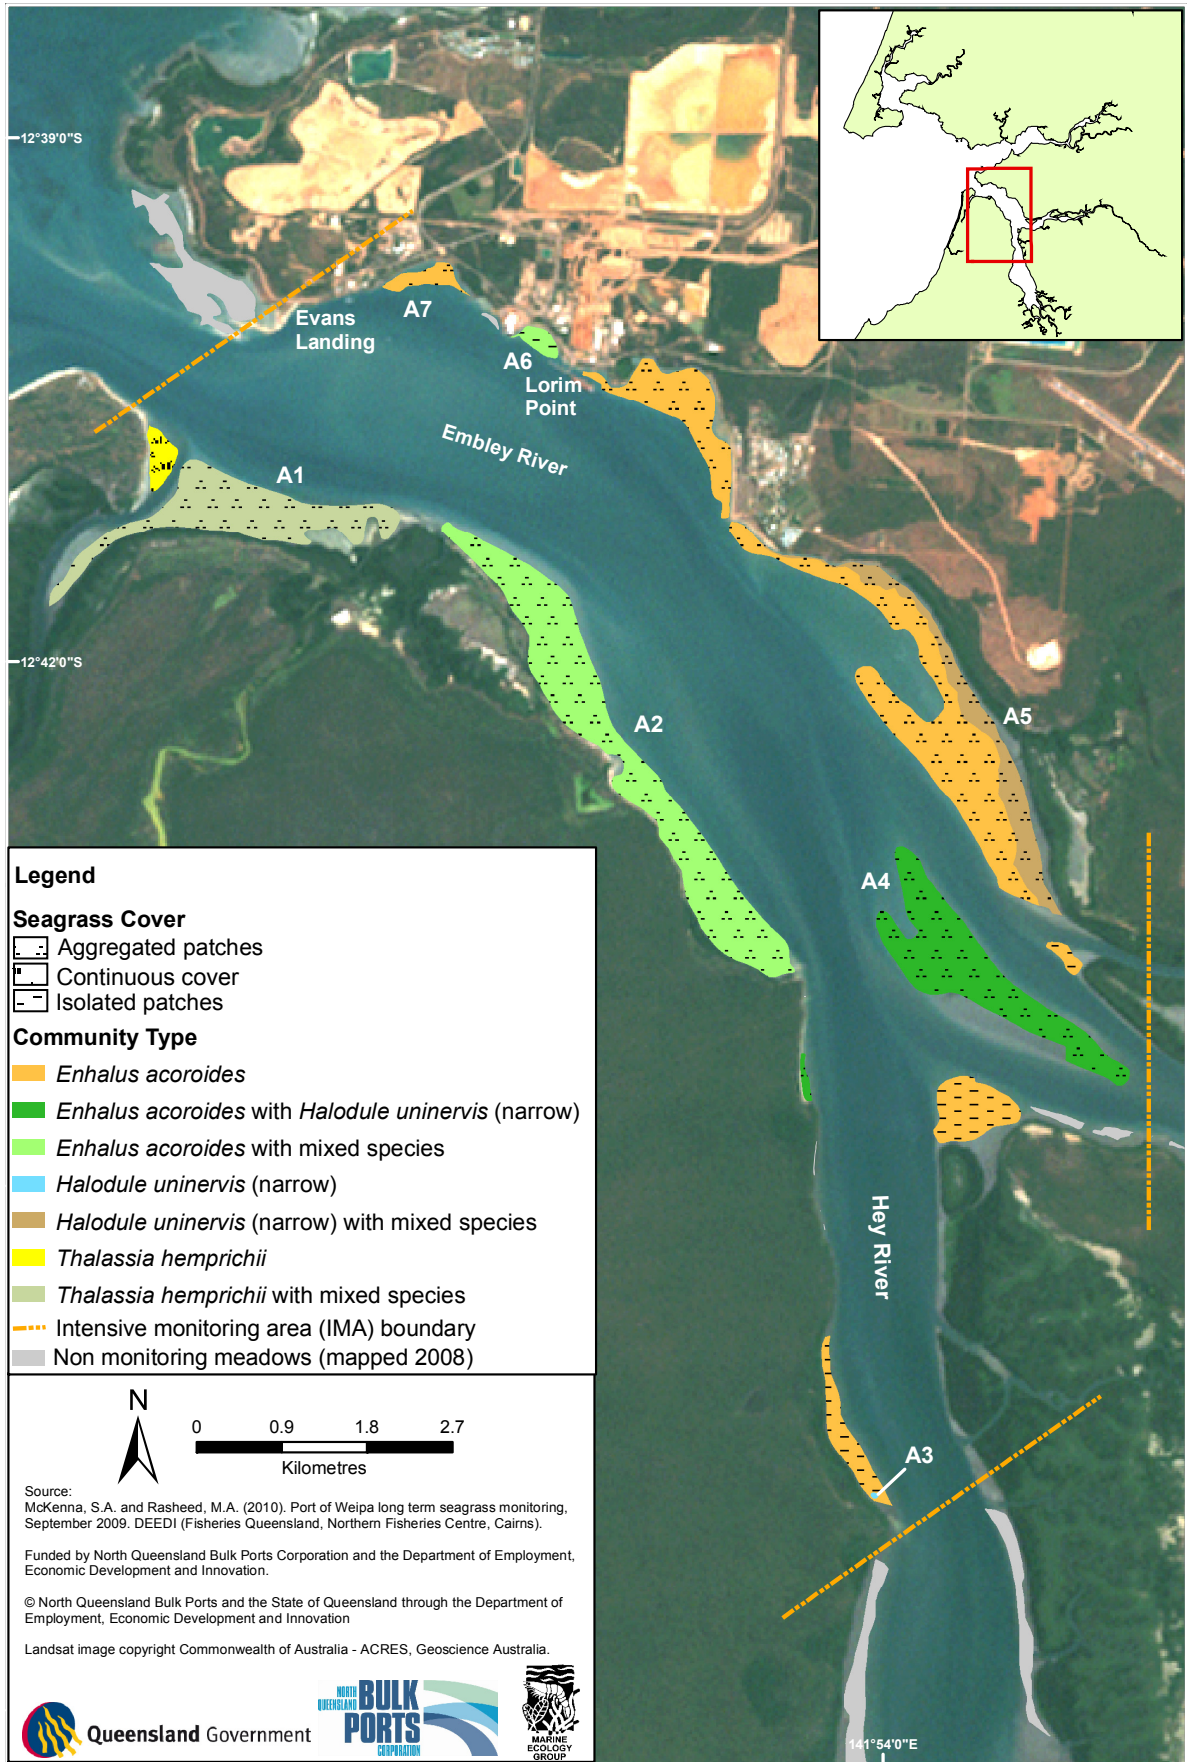 12°39'0"S
A7
Evans
Landing
A6
Lorim
Point
Embley River
A1
12°42'0"S
A5
A2
A4
Hey River
A3
141°54'0"E
Legend
Seagrass Cover
Aggregated patches
Continuous cover
Isolated patches
Community Type
Enhalus acoroides
Enhalus acoroides with Halodule uninervis (narrow)
Enhalus acoroides with mixed species
Halodule uninervis (narrow)
Halodule uninervis (narrow) with mixed species
Thalassia hemprichii
Thalassia hemprichii with mixed species
Intensive monitoring area (IMA) boundary
Non monitoring meadows (mapped 2008)
N
0 0.9 1.8 2.7
Kilometres
Source:
McKenna, S.A. and Rasheed, M.A. (2010). Port of Weipa long term seagrass monitoring,
September 2009. DEEDI (Fisheries Queensland, Northern Fisheries Centre, Cairns).
Funded by North Queensland Bulk Ports Corporation and the Department of Employment,
Economic Development and Innovation.
© North Queensland Bulk Ports and the State of Queensland through the Department of
Employment, Economic Development and Innovation
Landsat image copyright Commonwealth of Australia - ACRES, Geoscience Australia.
Queensland Government
NORTH
QUEENSLAND
BULK
PORTS
CORPORATION
MARINE
ECOLOGY
GROUP